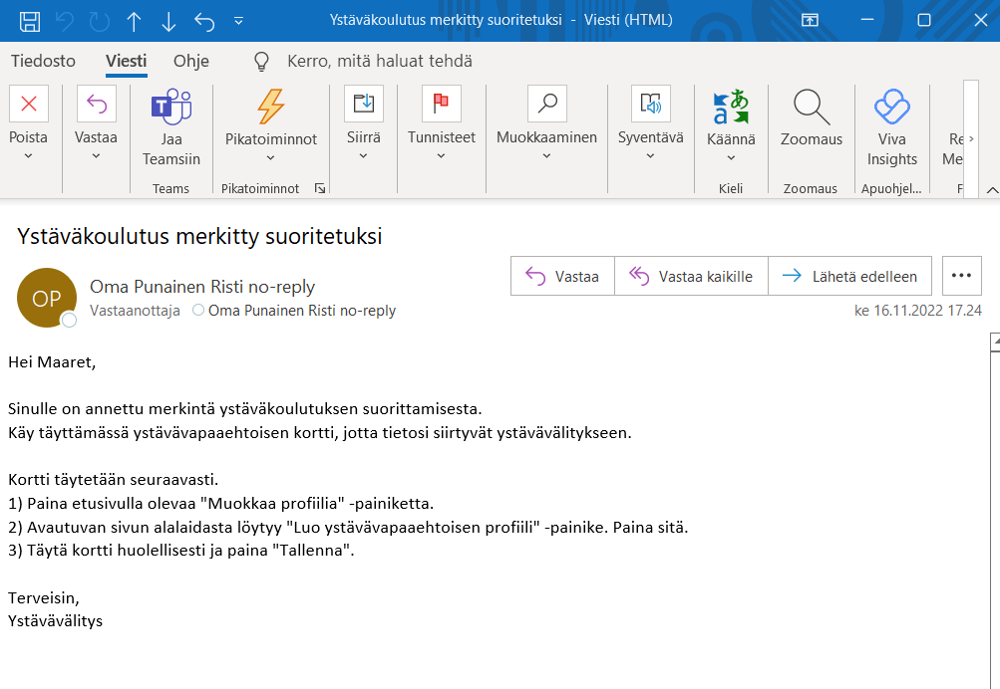 Ystäväkoulutus merkitty suoritetuksi - Viesti (HTML)
Tiedosto Viesti Ohje Kerro, mitä haluat tehdä
Poista
Vastaa
Jaa Teamsiin
Teams
Pikatoiminnot
Pikatoiminnot
Siirrä
Tunnisteet
Muokkaaminen
Syventävä
Käännä
Kieli
Zoomaus
Zoomaus
Viva Insights
Apuohjel...
Ystäväkoulutus merkitty suoritetuksi
OP
Oma Punainen Risti no-reply
Vastaanottaja Oma Punainen Risti no-reply
Vastaa Vastaa kaikille Lähetä edelleen
ke 16.11.2022 17.24
Hei Maaret,
Sinulle on annettu merkintä ystäväkoulutuksen suorittamisesta.
Käy täyttämässä ystävävapaaehtoisen kortti, jotta tietosi siirtyvät ystävävälitykseen.
Kortti täytetään seuraavasti.
1) Paina etusivulla olevaa "Muokkaa profiilia" -painiketta.
2) Avautuvan sivun alalaidasta löytyy "Luo ystävävapaaehtoisen profiili" -painike. Paina sitä.
3) Täytä kortti huolellisesti ja paina "Tallenna".
Terveisin,
Ystävävälitys